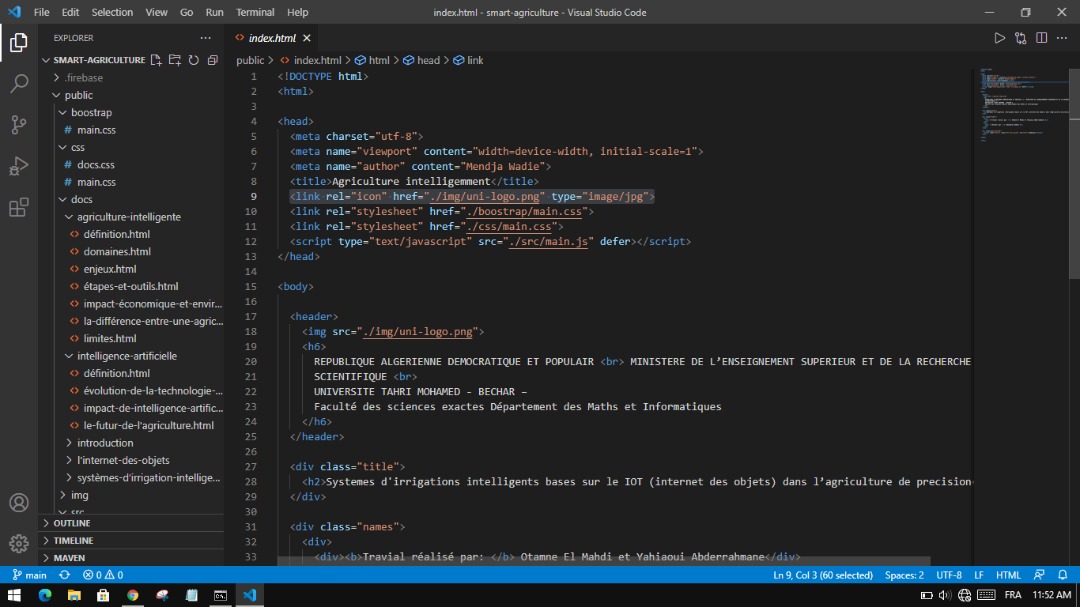 File Edit Selection View Go Run Terminal Help
index.html - smart-agriculture - Visual Studio Code
EXPLORER
SMART-AGRICULTURE
.firebase
public
boostrap
# main.css
css
# docs.css
# main.css
docs
agriculture-intelligente
définition.html
domaines.html
enjeux.html
étapes-et-outils.html
impact-économique-et-envir...
la-différence-entre-une-agric...
limites.html
intelligence-artificielle
définition.html
évolution-de-la-technologie-...
impact-de-intelligence-artific...
le-futur-de-l'agriculture.html
introduction
l'internet-des-objets
systèmes-d'irrigation-intellige...
img
src
OUTLINE
TIMELINE
MAVEN
index.html
public > index.html > html > head > link
1 <!DOCTYPE html>
2 <html>
3
4 <head>
5 <meta charset="utf-8">
6 <meta name="viewport" content="width=device-width, initial-scale=1">
7 <meta name="author" content="Mendja Wadie">
8 <title>Agriculture intelligemment</title>
9 <link rel="icon" href="./img/uni-logo.png" type="image/jpg">
10 <link rel="stylesheet" href="./boostrap/main.css">
11 <link rel="stylesheet" href="./css/main.css">
12 <script type="text/javascript" src="./src/main.js" defer></script>
13 </head>
14
15 <body>
16
17 <header>
18 <img src="./img/uni-logo.png">
19 <h6>
20 REPUBLIQUE ALGERIENNE DEMOCRATIQUE ET POPULAIR <br> MINISTERE DE L’ENSEIGNEMENT SUPERIEUR ET DE LA RECHERCHE
21 SCIENTIFIQUE <br>
22 UNIVERSITE TAHRI MOHAMED - BECHAR –
23 Faculté des sciences exactes Département des Maths et Informatiques
24 </h6>
25 </header>
26
27 <div class="title">
28 <h2>Systemes d'irrigations intelligents bases sur le IOT (internet des objets) dans l’agriculture de precision
29 </div>
30
31 <div class="names">
32 <div>
33 <div><b>Travial réalisé par: </b> Otamne El Mahdi et Yahiaoui Abderrahmane</div>
main 0 0 Ln 9, Col 3 (60 selected) Spaces: 2 UTF-8 LF HTML
FRA 11:52 AM